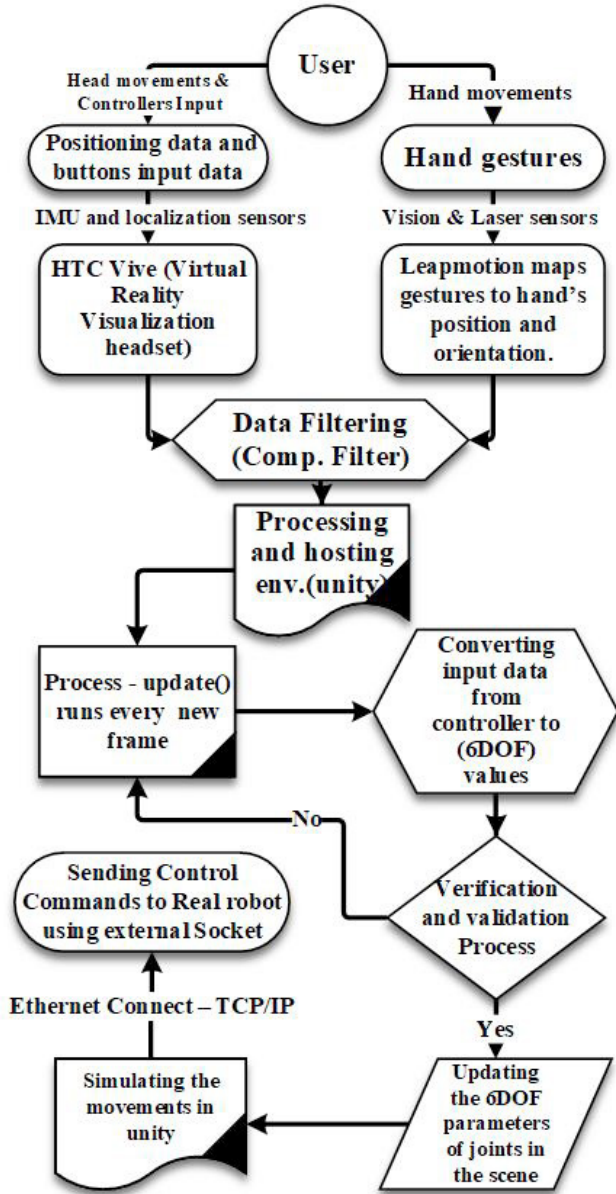 User
Head movements &
Controllers Input
Hand movements
Positioning data and
buttons input data
Hand gestures
IMU and localization sensors
Vision & Laser sensors
HTC Vive (Virtual
Reality
Visualization
headset)
Leapmotion maps
gestures to hand's
position and
orientation.
Data Filtering
(Comp. Filter)
Processing
and hosting
env.(unity)
Process - update()
runs every new
frame
Converting
input data
from
controller to
(6DOF)
values
No
Verification
and validation
Process
Sending Control
Commands to Real robot
using external Socket
Ethernet Connect – TCP/IP
Yes
Simulating the
movements in
unity
Updating
the 6DOF
parameters
of joints in
the scene